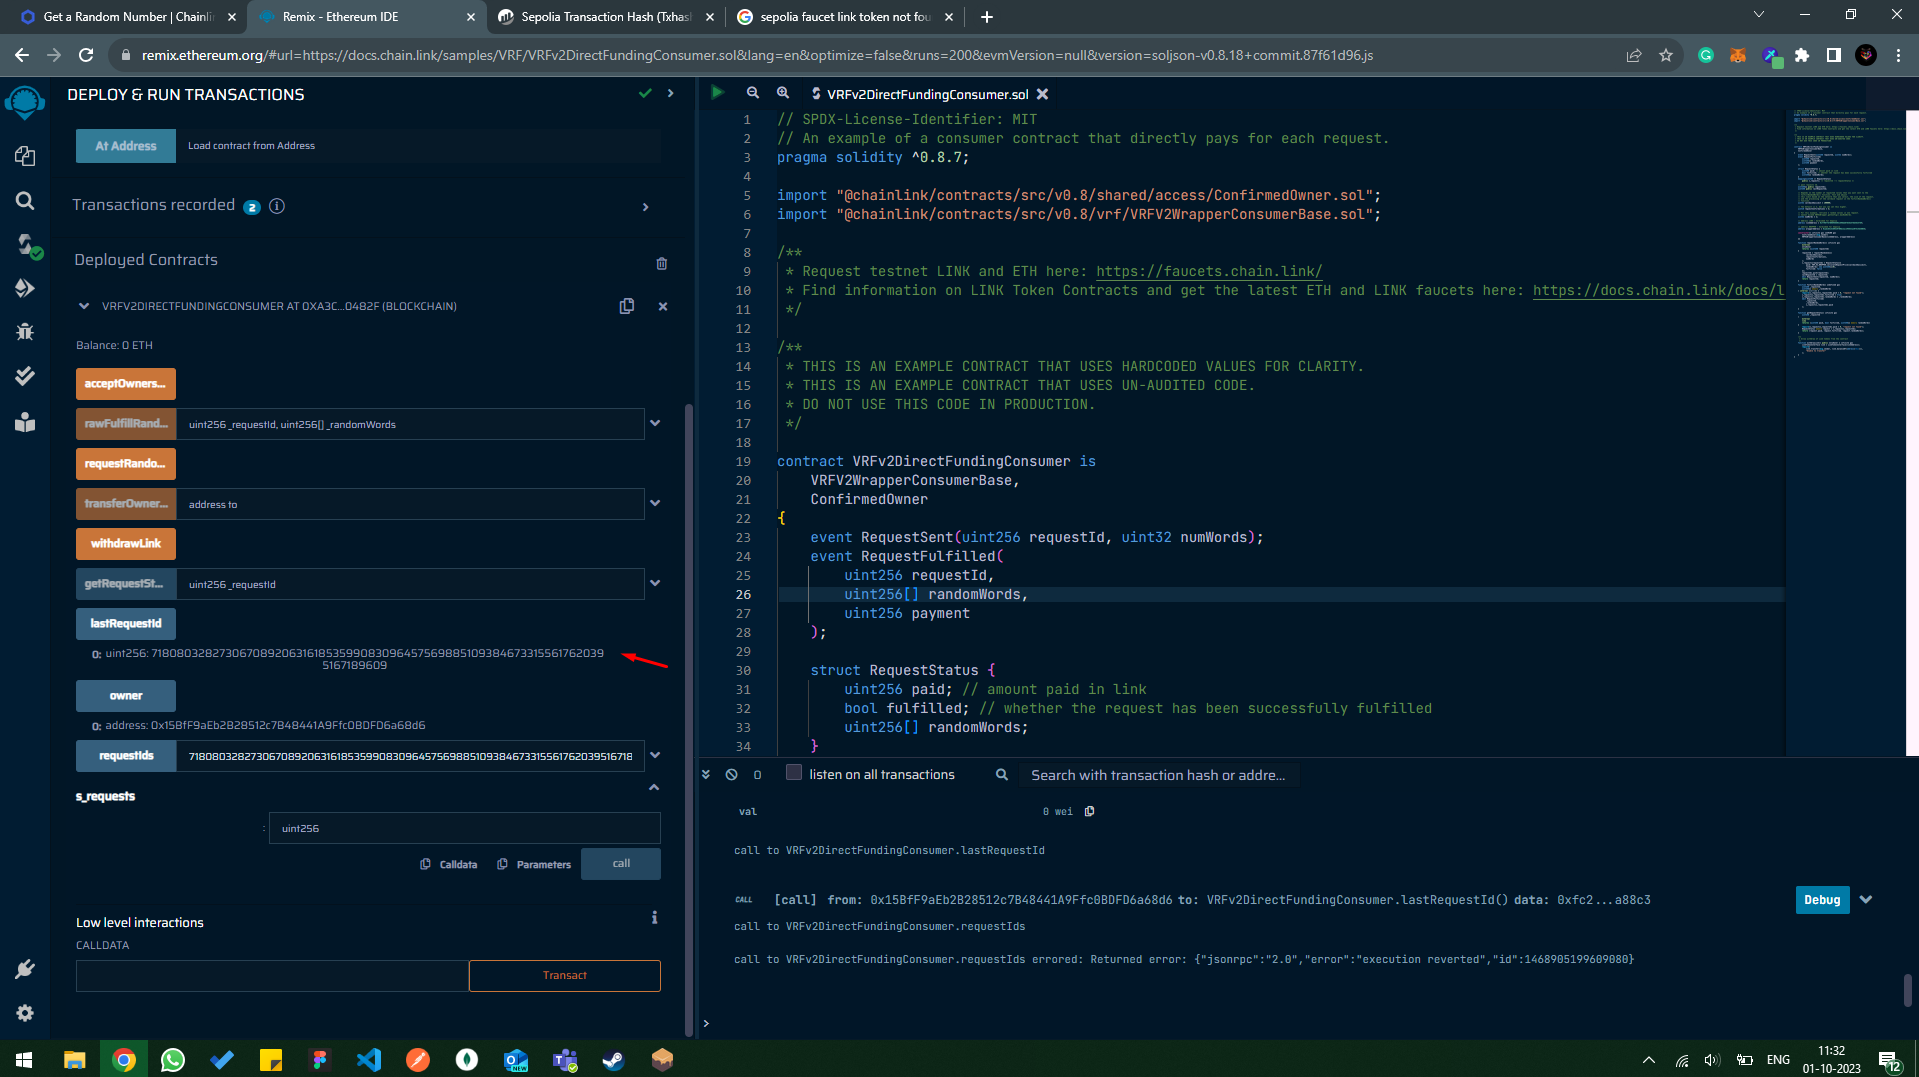 Get a Random Number | Chainli
Remix - Ethereum IDE
Sepolia Transaction Hash (Txhas
sepolia faucet link token not fou
remix.ethereum.org/#url=https://docs.chain.link/samples/VRF/VRFv2DirectFundingConsumer.sol&lang=en&optimize=false&runs=200&evmVersion=null&version=soljson-v0.8.18+commit.87f61d96.js
DEPLOY & RUN TRANSACTIONS
At Address
Load contract from Address
Transactions recorded 2
Deployed Contracts
VRFV2DIRECTFUNDINGCONSUMER AT 0XA3C...0482F (BLOCKCHAIN)
Balance: 0 ETH
acceptOwners...
rawFulfillRand...
uint256 _requestId, uint256[] _randomWords
requestRando...
transferOwner...
address to
withdrawLink
getRequestSt...
uint256 _requestId
lastRequestId
0: uint256: 71808032827306708920631618535990830964575698851093846733155617620395167189609
owner
0: address: 0x15BfF9aEb2B28512c7B48441A9Ffc0BDFD6a68d6
requestIds
7180803282730670892063161853599083096457569885109384673315561762039516718
s_requests
:
uint256
Calldata
Parameters
call
Low level interactions
CALLDATA
Transact
VRFv2DirectFundingConsumer.sol
1 // SPDX-License-Identifier: MIT
2 // An example of a consumer contract that directly pays for each request.
3 pragma solidity ^0.8.7;
4
5 import "@chainlink/contracts/src/v0.8/shared/access/ConfirmedOwner.sol";
6 import "@chainlink/contracts/src/v0.8/vrf/VRFV2WrapperConsumerBase.sol";
7
8 /**
9 * Request testnet LINK and ETH here: https://faucets.chain.link/
10 * Find information on LINK Token Contracts and get the latest ETH and LINK faucets here: https://docs.chain.link/docs/l
11 */
12
13 /**
14 * THIS IS AN EXAMPLE CONTRACT THAT USES HARDCODED VALUES FOR CLARITY.
15 * THIS IS AN EXAMPLE CONTRACT THAT USES UN-AUDITED CODE.
16 * DO NOT USE THIS CODE IN PRODUCTION.
17 */
18
19 contract VRFv2DirectFundingConsumer is
20 VRFV2WrapperConsumerBase,
21 ConfirmedOwner
22 {
23 event RequestSent(uint256 requestId, uint32 numWords);
24 event RequestFulfilled(
25 uint256 requestId,
26 uint256[] randomWords,
27 uint256 payment
28 );
29
30 struct RequestStatus {
31 uint256 paid; // amount paid in link
32 bool fulfilled; // whether the request has been successfully fulfilled
33 uint256[] randomWords;
34 }
0
listen on all transactions
Search with transaction hash or addre...
val 0 wei
call to VRFv2DirectFundingConsumer.lastRequestId
CALL [call] from: 0x15BfF9aEb2B28512c7B48441A9Ffc0BDFD6a68d6 to: VRFv2DirectFundingConsumer.lastRequestId() data: 0xfc2...a88c3
Debug
call to VRFv2DirectFundingConsumer.requestIds
call to VRFv2DirectFundingConsumer.requestIds errored: Returned error: {"jsonrpc":"2.0","error":"execution reverted","id":1468905199609080}
>
NEW
ENG
11:32
01-10-2023
12